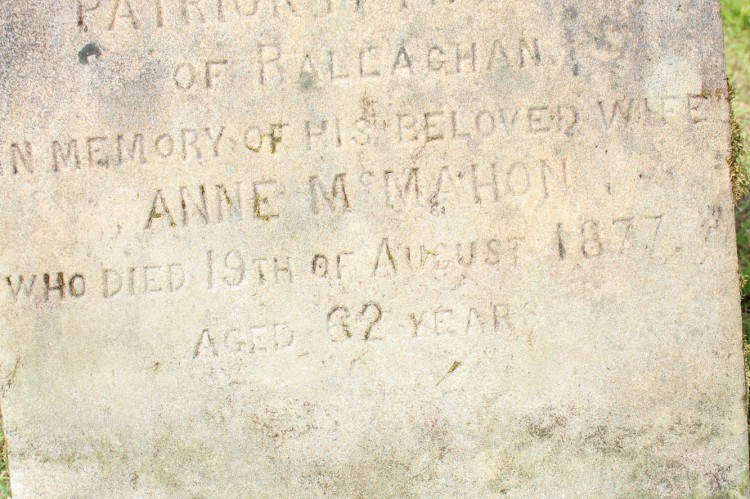 OF RALLAGHAN
IN MEMORY OF HIS BELOVED WIFE
ANNE McMAHON
WHO DIED 19TH OF AUGUST 1877
AGED 62 YEARS